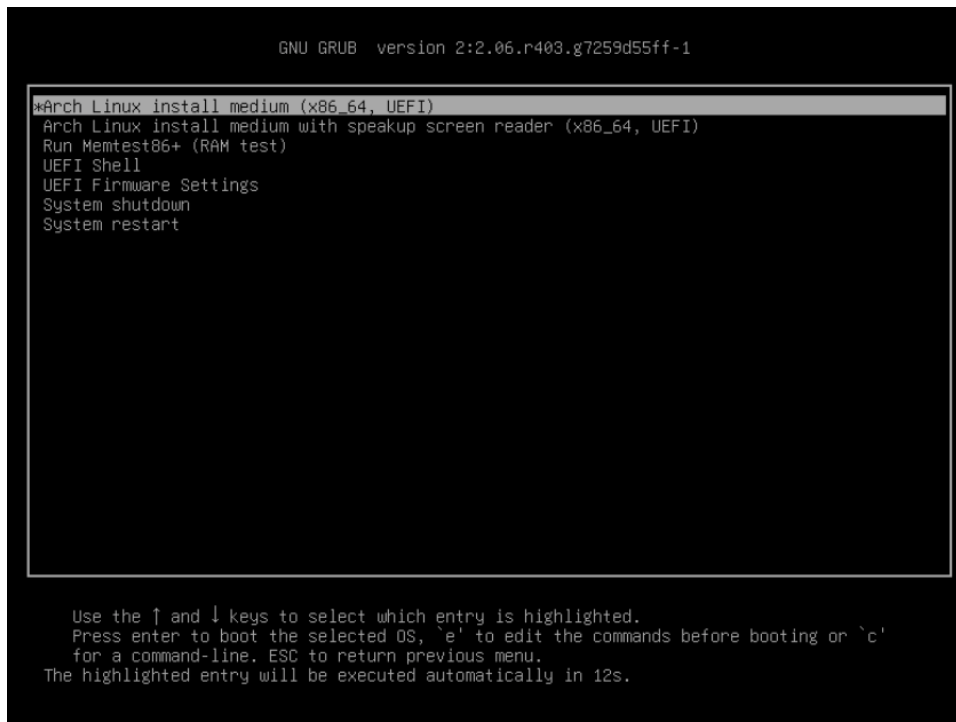 GNU GRUB  version 2:2.06.r403.g7259d55ff-1
*Arch Linux install medium (x86_64, UEFI)
Arch Linux install medium with speakup screen reader (x86_64, UEFI)
Run Memtest86+ (RAM test)
UEFI Shell
UEFI Firmware Settings
System shutdown
System restart
Use the ↑ and ↓ keys to select which entry is highlighted.
Press enter to boot the selected OS, `e' to edit the commands before booting or `c'
for a command-line. ESC to return previous menu.
The highlighted entry will be executed automatically in 12s.